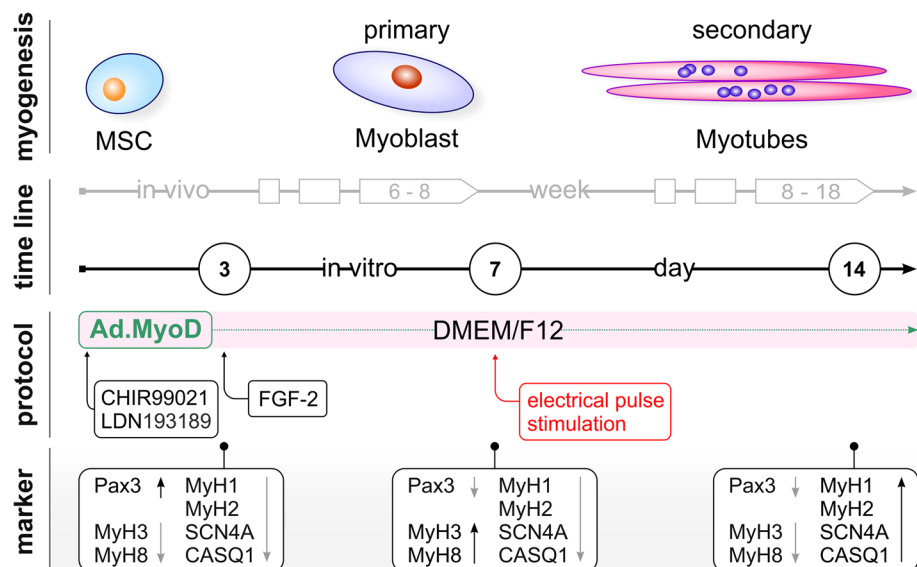 myogenesis
primary
secondary
MSC
Myoblast
Myotubes
time line
in vivo
6 - 8
week
8 - 18
3
in vitro
7
day
14
protocol
Ad.MyoD
DMEM/F12
CHIR99021
LDN193189
FGF-2
electrical pulse
stimulation
marker
Pax3 MyH1
MyH2
MyH3 SCN4A
MyH8 CASQ1
Pax3 MyH1
MyH2
MyH3 SCN4A
MyH8 CASQ1
Pax3 MyH1
MyH2
MyH3 SCN4A
MyH8 CASQ1